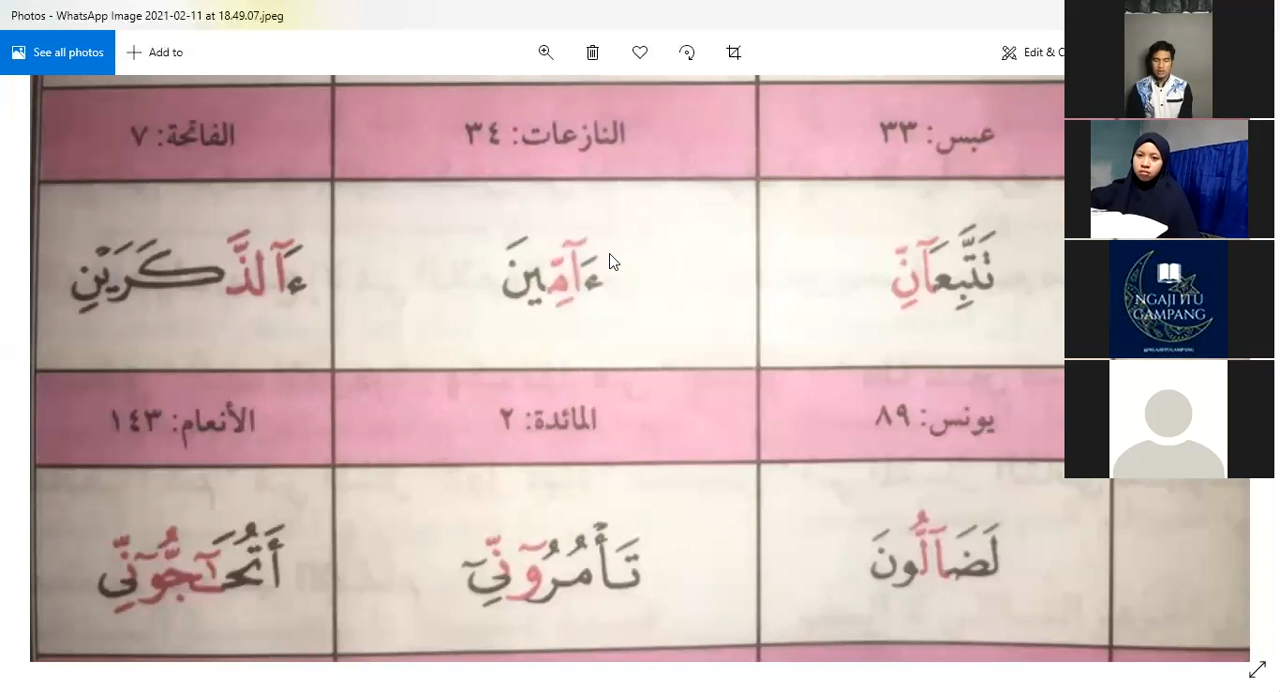 Photos - WhatsApp Image 2021-02-11 at 18.49.07.jpeg
See all photos
Add to
Edit & C
عبس: ٣٣
النازعات: ٣٤
الفاتحة: ٧
تَتَّبِعَآنِّ
ءَآمِّينَ
ءَآلذَّكَرَيْنِ
يونس: ٨٩
المائدة: ٢
الأنعام: ١٤٣
لَضَآلُّونَ
تَأْمُرُوٓنِّيٓ
أَتُحَـٰٓجُّوٓنِّي
NGAJI ITU
GAMPANG
@NGAJIITUGAMPANG